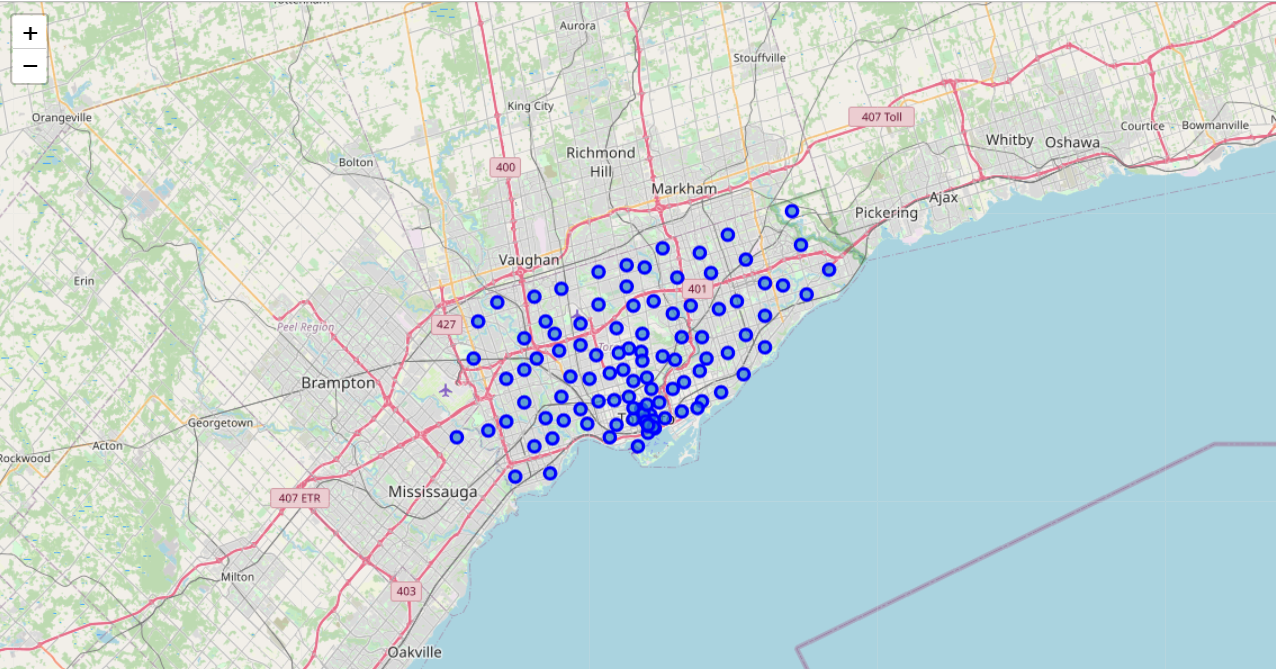 +
−
Aurora
Stouffville
King City
Orangeville
407 Toll
Courtice
Bowmanville
Whitby
Oshawa
Richmond
Hill
Bolton
400
Markham
Ajax
Pickering
Vaughan
Erin
401
427
Peel Region
Brampton
Georgetown
Acton
Rockwood
Mississauga
407 ETR
Milton
403
Oakville